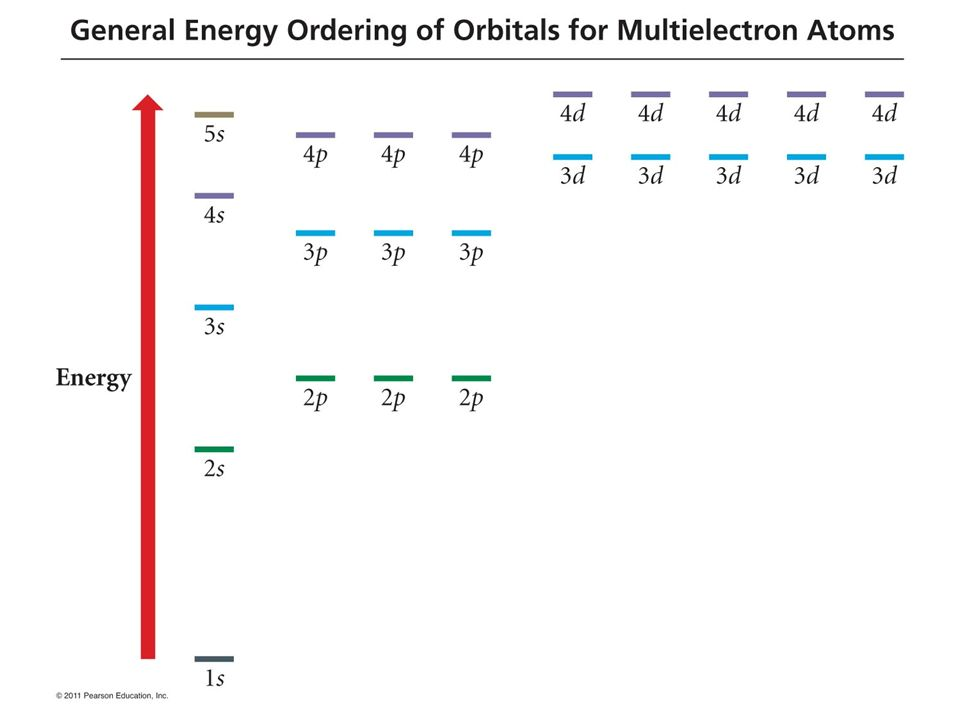 General Energy Ordering of Orbitals for Multielectron Atoms
4d 4d 4d 4d 4d
5s
4p 4p 4p
3d 3d 3d 3d 3d
4s
3p 3p 3p
3s
Energy
2p 2p 2p
2s
1s
© 2011 Pearson Education, Inc.